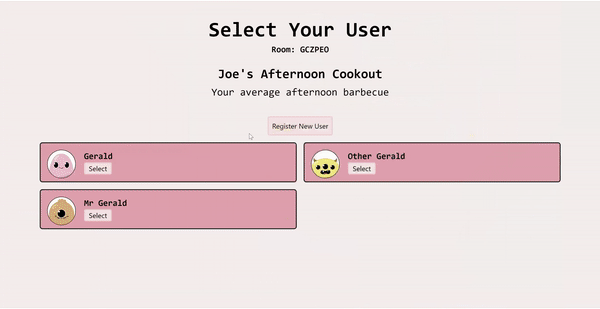 Select Your User
Room: GCZPEO
Joe's Afternoon Cookout
Your average afternoon barbecue
Register New User
Gerald
Select
Other Gerald
Select
Mr Gerald
Select